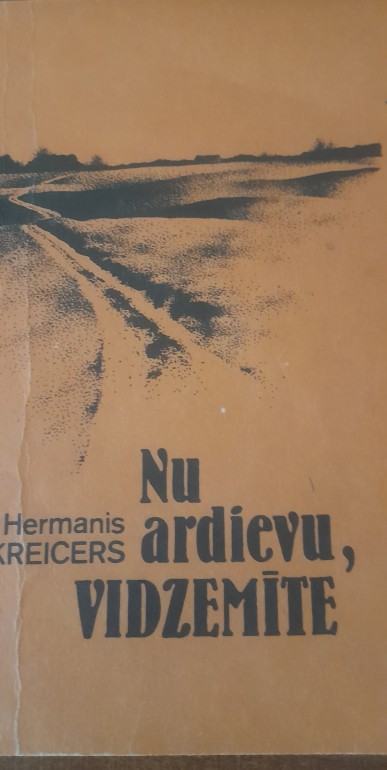 Hermanis
KREICERS
Nu
ardievu,
VIDZEMĪTE